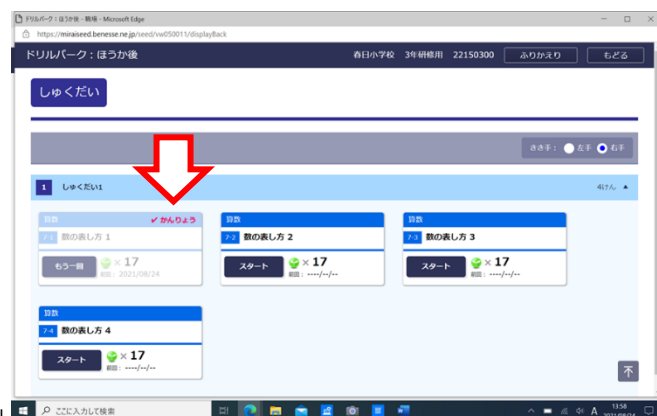 ドリルパーク：ほうか後 - 職場 - Microsoft Edge
https://miraiseed.benesse.ne.jp/seed/vw050011/displayBack
ドリルパーク：ほうか後 春日小学校 3年研修用 22150300 ふりかえり もどる
しゅくだい
きき手： 左手 右手
1 しゅくだい1 4けん ▲
算数 ✔かんりょう 算数 算数
7-1 数の表し方 1 7-2 数の表し方 2 7-3 数の表し方 3
もう一回 × 17 前回：2021/08/24 スタート × 17 前回：----/--/-- スタート × 17 前回：----/--/--
算数
7-4 数の表し方 4
スタート × 17 前回：----/--/--
ここに入力して検索 A 13:58
2021/08/24